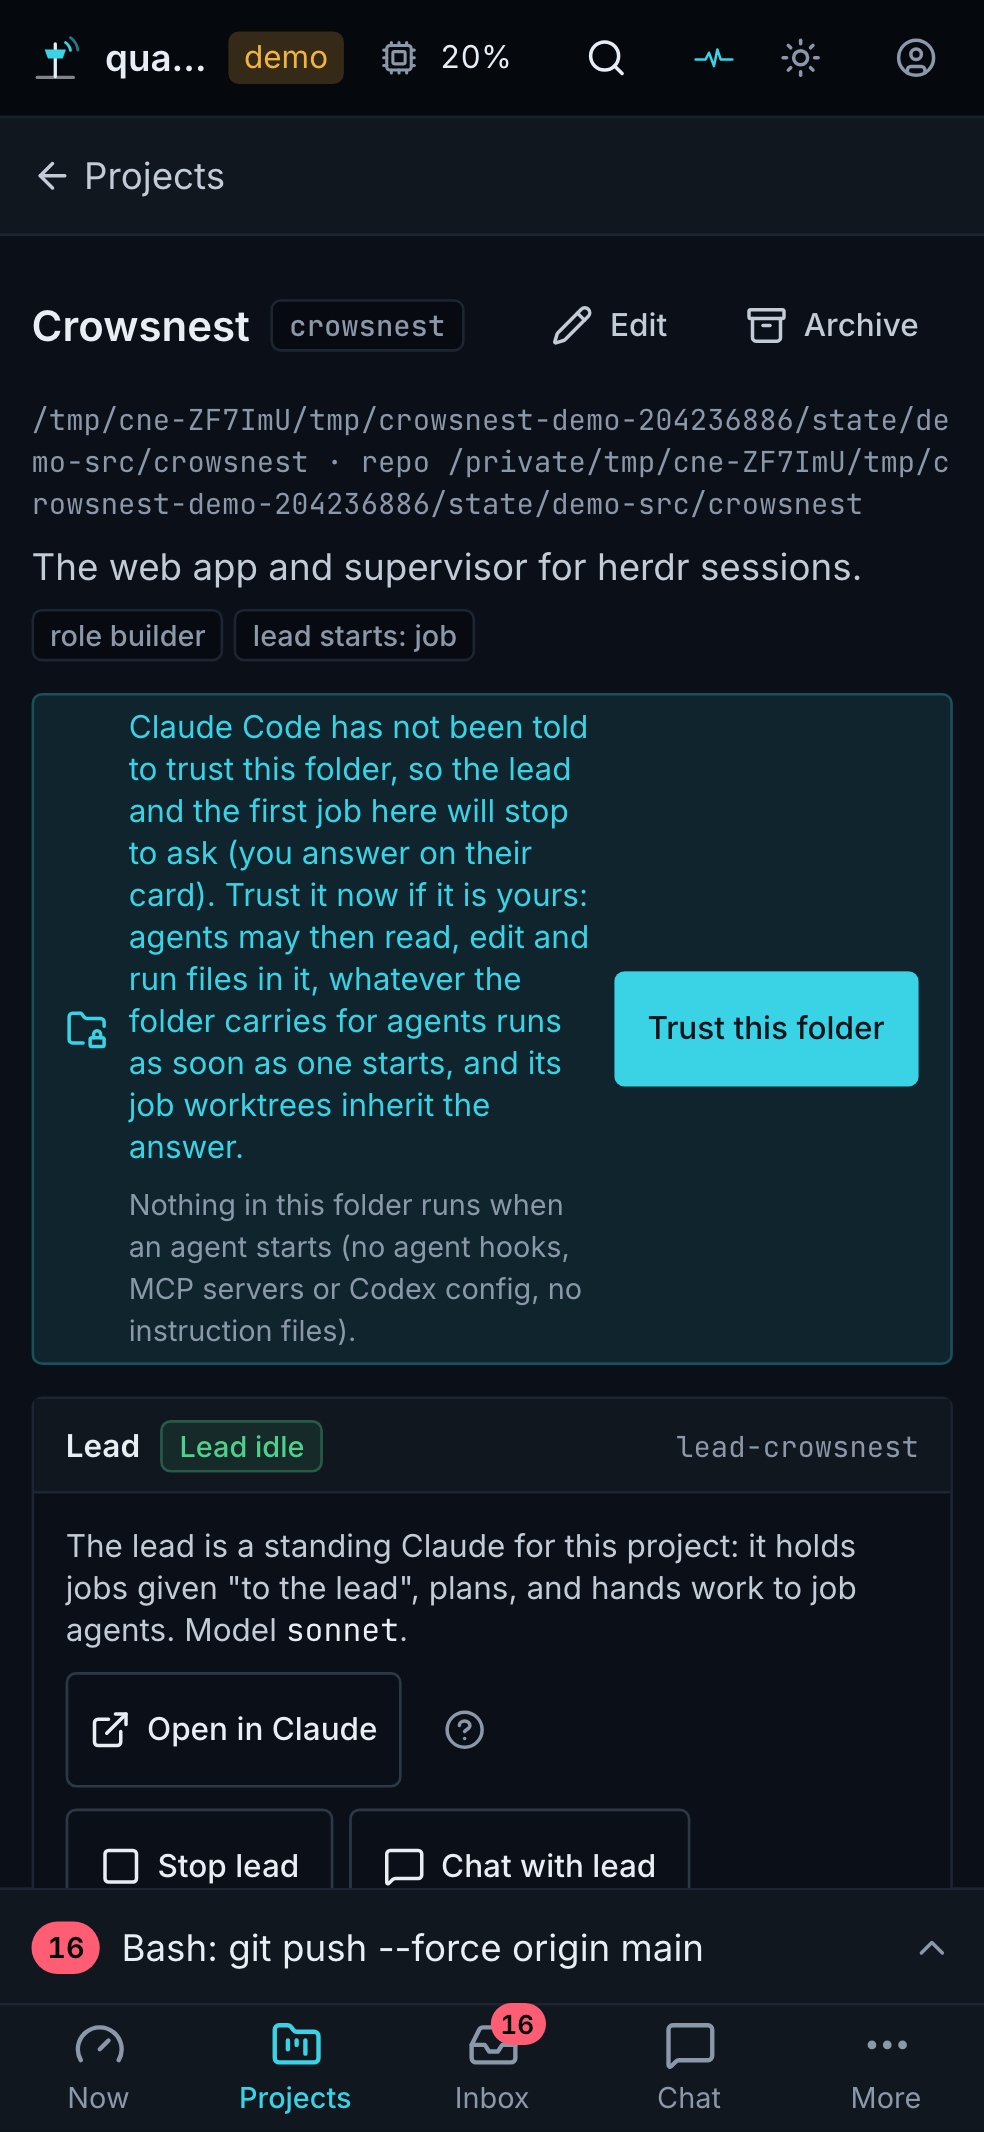 qua... demo 20%
Projects
Crowsnest crowsnest Edit Archive
/tmp/cne-ZF7ImU/tmp/crowsnest-demo-204236886/state/de
mo-src/crowsnest · repo /private/tmp/cne-ZF7ImU/tmp/c
rowsnest-demo-204236886/state/demo-src/crowsnest
The web app and supervisor for herdr sessions.
role builder lead starts: job
Claude Code has not been told
to trust this folder, so the lead
and the first job here will stop
to ask (you answer on their
card). Trust it now if it is yours:
agents may then read, edit and
run files in it, whatever the
folder carries for agents runs
as soon as one starts, and its
job worktrees inherit the
answer.
Trust this folder
Nothing in this folder runs when
an agent starts (no agent hooks,
MCP servers or Codex config, no
instruction files).
Lead Lead idle lead-crowsnest
The lead is a standing Claude for this project: it holds
jobs given "to the lead", plans, and hands work to job
agents. Model sonnet.
Open in Claude
Stop lead Chat with lead
16 Bash: git push --force origin main
16
Now Projects Inbox Chat More